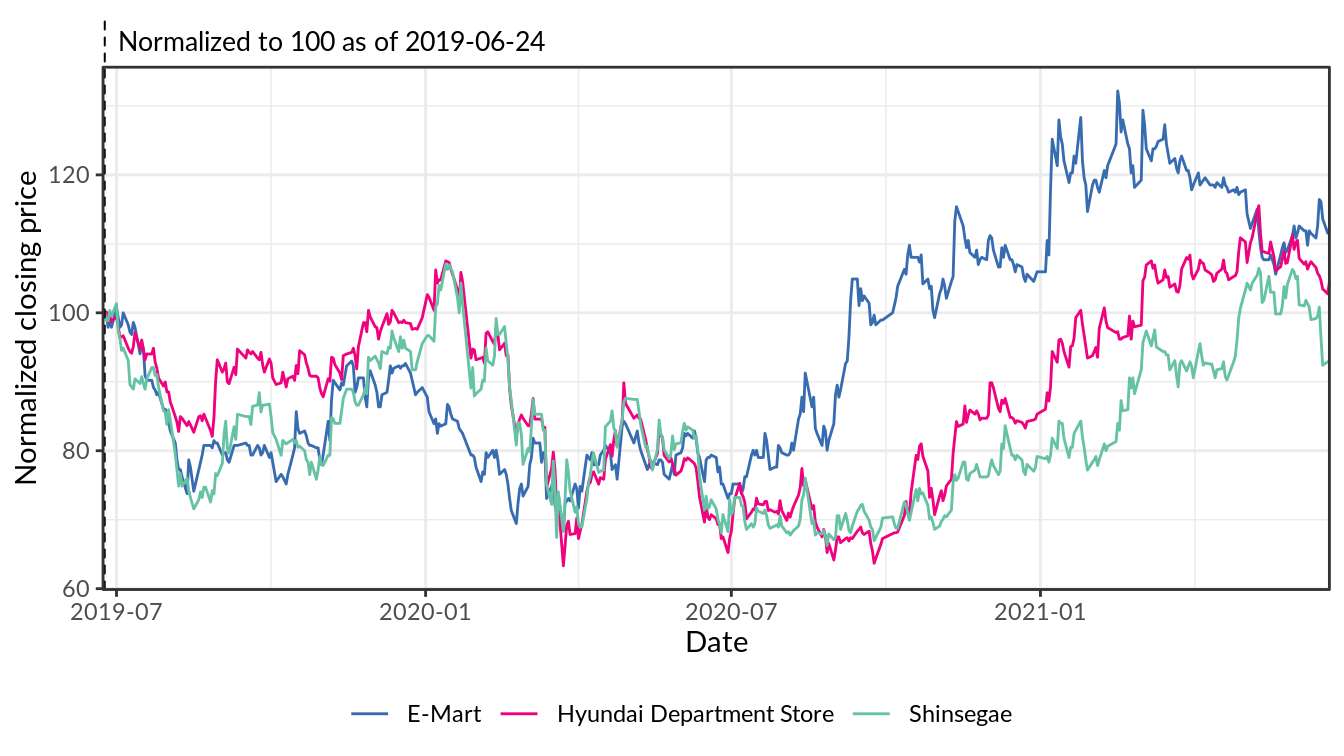 Normalized to 100 as of 2019-06-24
Normalized closing price
120
100
80
60
2019-07 2020-01 2020-07 2021-01
Date
E-Mart Hyundai Department Store Shinsegae